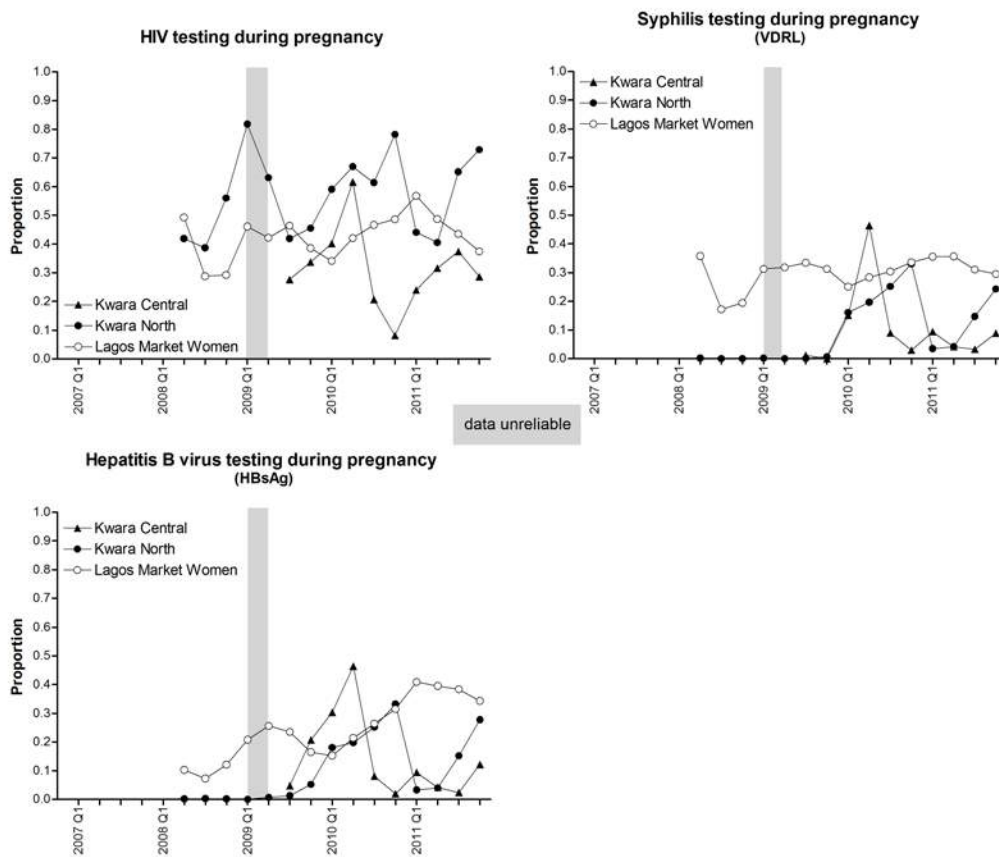 HIV testing during pregnancy
Proportion
1.0
0.9
0.8
0.7
0.6
0.5
0.4
0.3
0.2
0.1
0.0
Kwara Central
Kwara North
Lagos Market Women
2007 Q1
2008 Q1
2009 Q1
2010 Q1
2011 Q1
Syphilis testing during pregnancy
(VDRL)
Proportion
1.0
0.9
0.8
0.7
0.6
0.5
0.4
0.3
0.2
0.1
0.0
Kwara Central
Kwara North
Lagos Market Women
2007 Q1
2008 Q1
2009 Q1
2010 Q1
2011 Q1
data unreliable
Hepatitis B virus testing during pregnancy
(HBsAg)
Proportion
1.0
0.9
0.8
0.7
0.6
0.5
0.4
0.3
0.2
0.1
0.0
Kwara Central
Kwara North
Lagos Market Women
2007 Q1
2008 Q1
2009 Q1
2010 Q1
2011 Q1